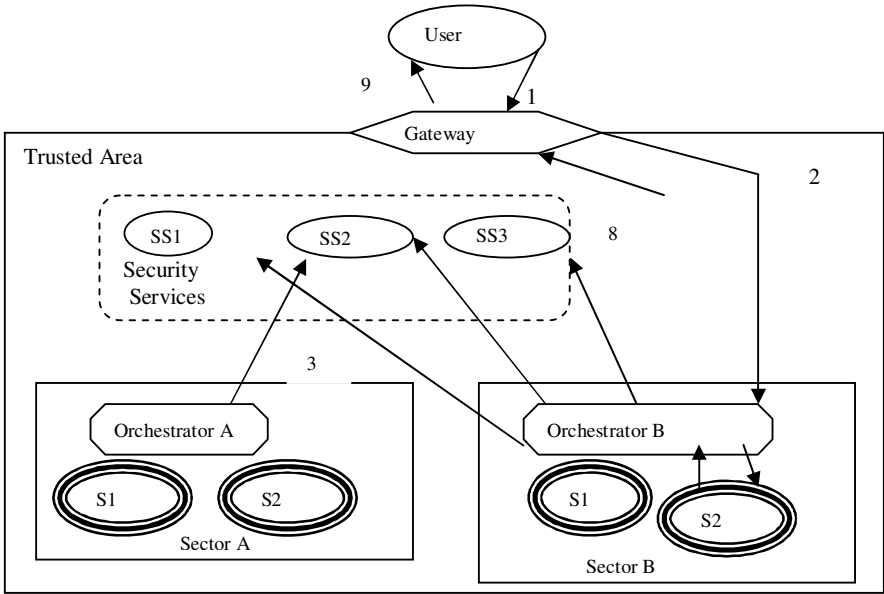 User
9
1
Gateway
Trusted Area
2
SS1
SS2
SS3
8
Security
Services
3
Orchestrator A
Orchestrator B
S1
S2
S1
S2
Sector A
Sector B